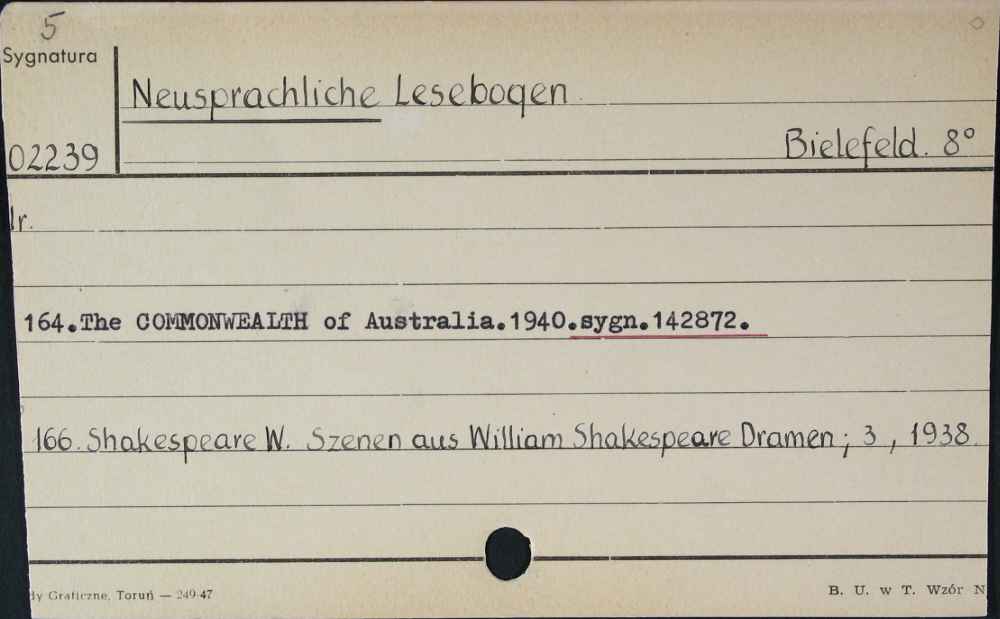 5
Sygnatura
Neusprachliche Lesebogen
02239
Bielefeld. 8°
Nr.
164.The COMMONWEALTH of Australia.1940.sygn.142872.
166. Shakespeare W. Szenen aus William Shakespeare Dramen ; 3 , 1938.
Graficzne, Toruń — 249/47
B. U. w T. Wzór N